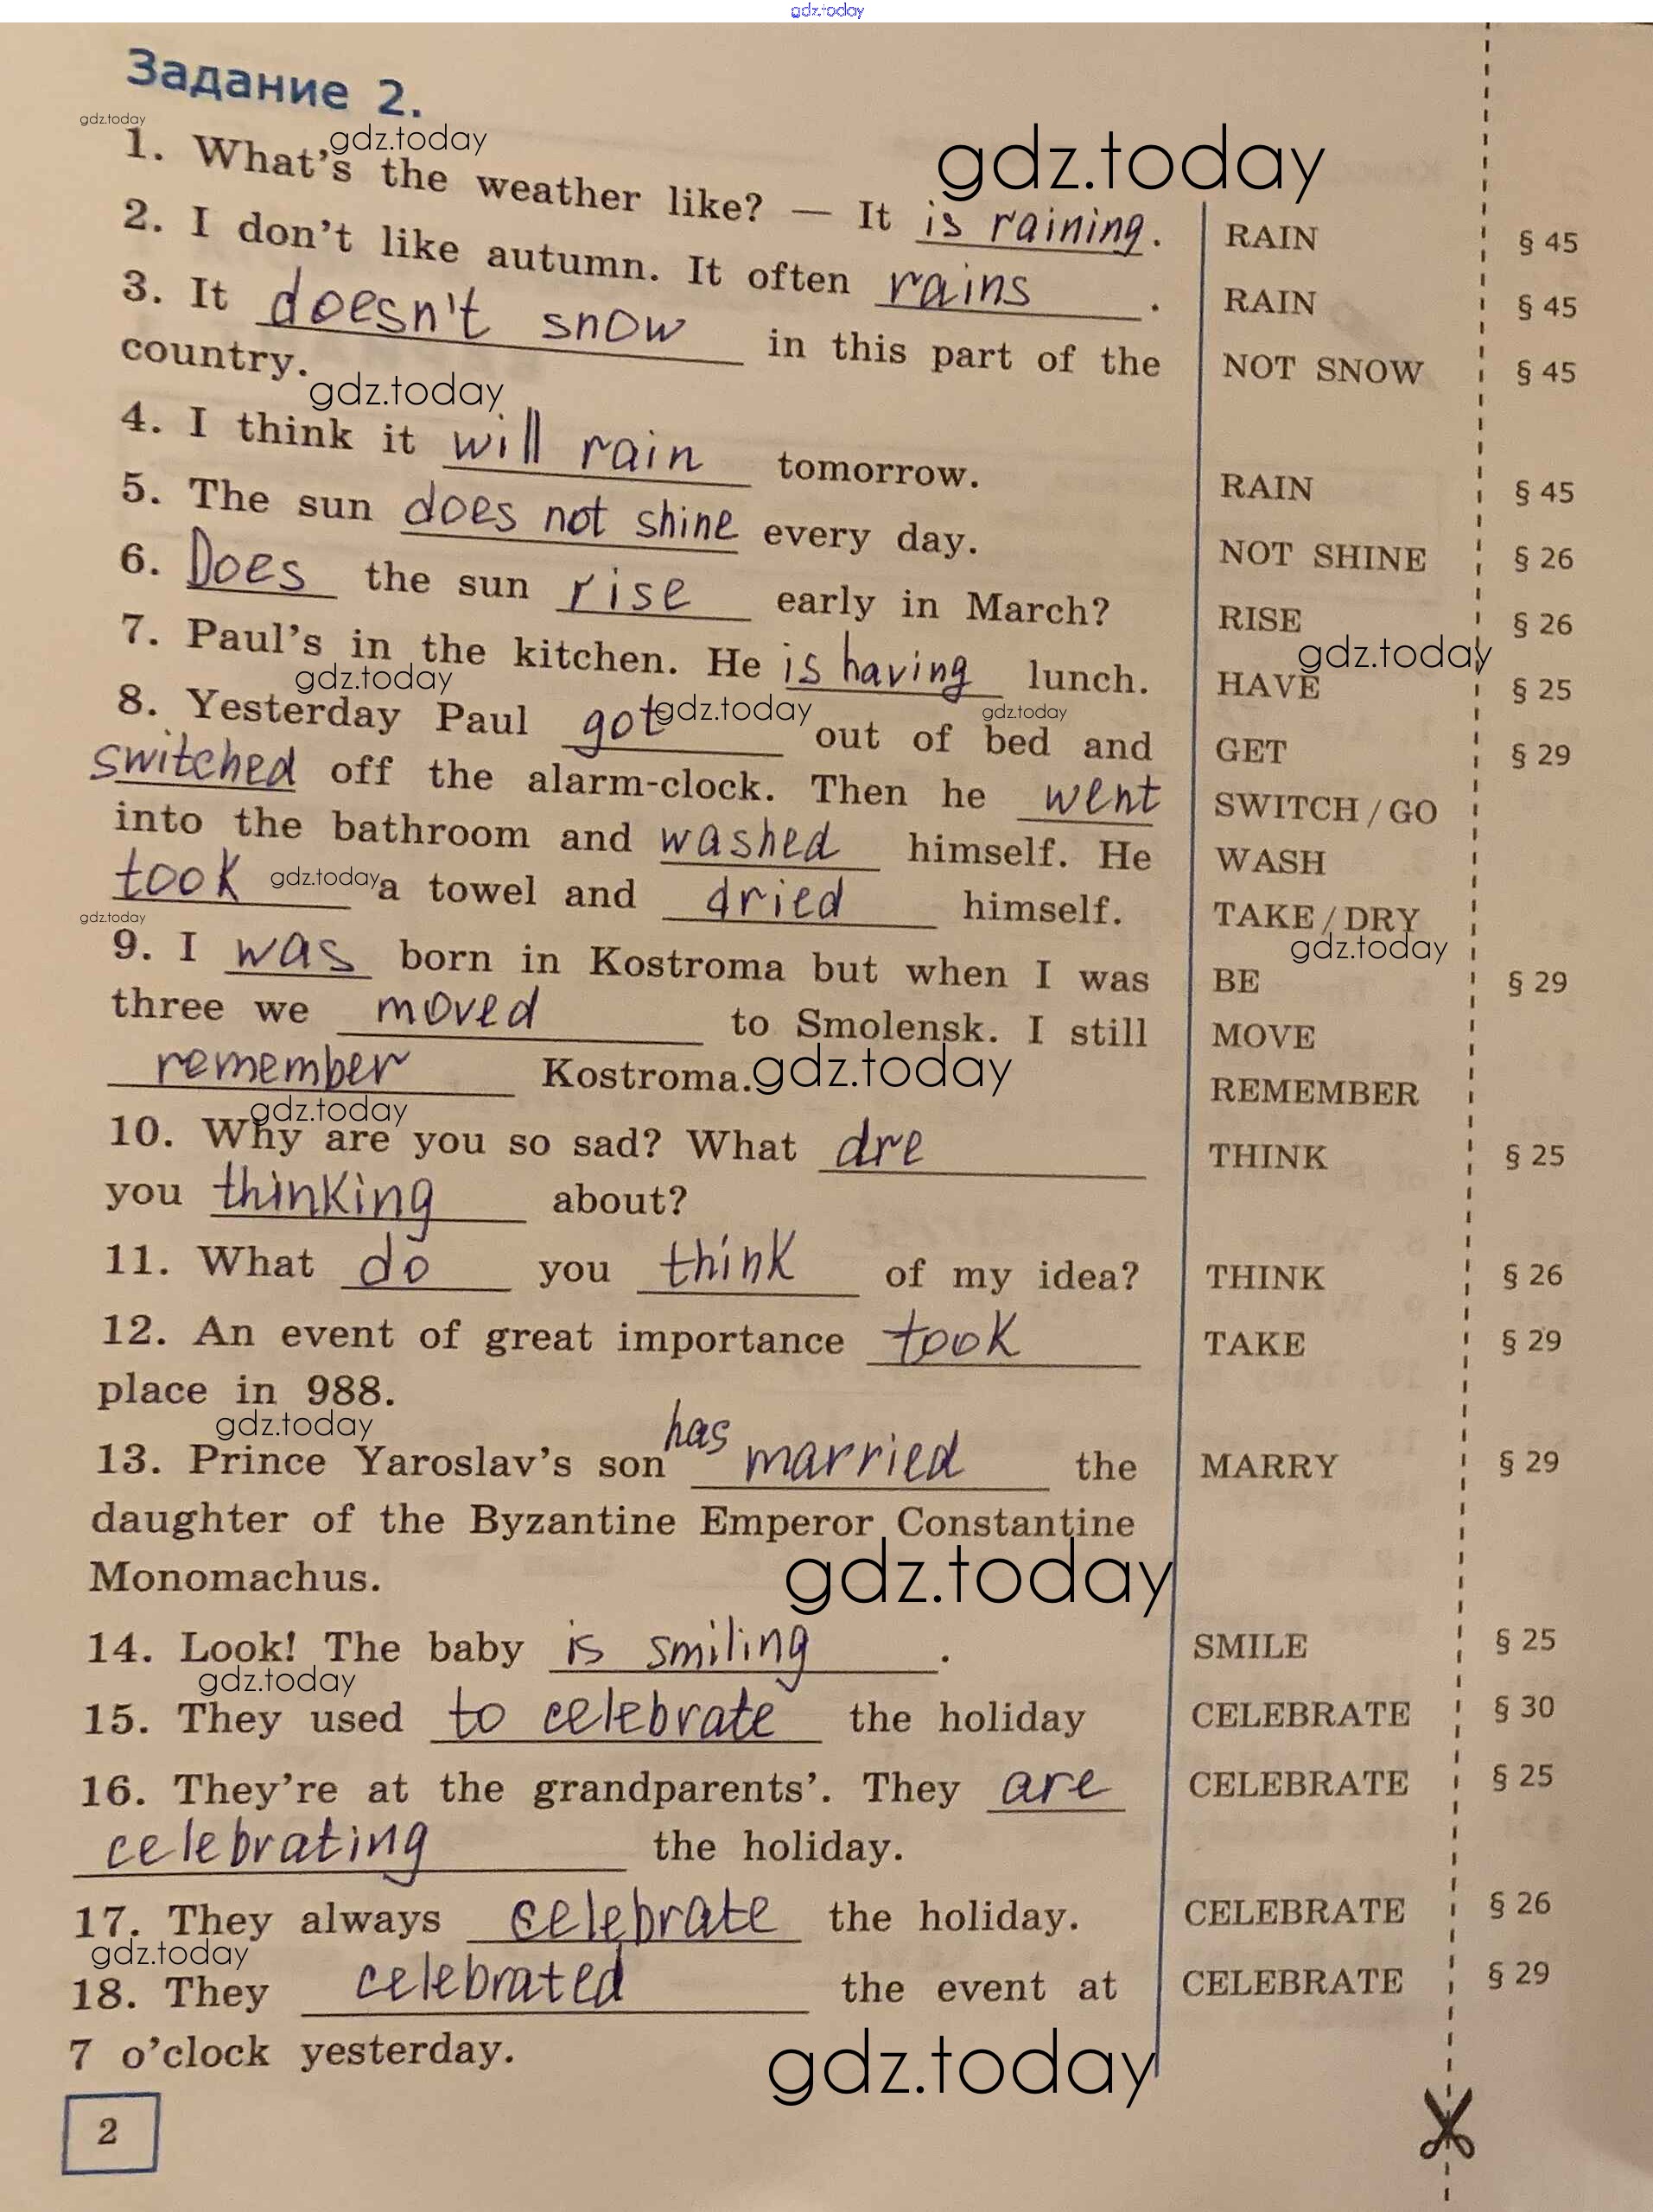 gdz.today
Задание 2.
gdz.today
gdz.today
gdz.today
1. What's the weather like? — It is raining. RAIN § 45
2. I don't like autumn. It often rains. RAIN § 45
3. It doesn't snow in this part of the NOT SNOW § 45
country.
gdz.today
4. I think it will rain tomorrow. RAIN § 45
5. The sun does not shine every day. NOT SHINE § 26
6. Does the sun rise early in March? RISE § 26
gdz.today
7. Paul's in the kitchen. He is having lunch. HAVE § 25
gdz.today
gdz.today
gdz.today
8. Yesterday Paul got out of bed and GET § 29
switched off the alarm-clock. Then he went SWITCH / GO
into the bathroom and washed himself. He WASH
took a towel and dried himself. TAKE / DRY
gdz.today
gdz.today
gdz.today
9. I was born in Kostroma but when I was BE § 29
three we moved to Smolensk. I still MOVE
remember Kostroma. REMEMBER
gdz.today
gdz.today
10. Why are you so sad? What are THINK § 25
you thinking about?
11. What do you think of my idea? THINK § 26
12. An event of great importance took TAKE § 29
place in 988.
gdz.today
13. Prince Yaroslav's son has married the MARRY § 29
daughter of the Byzantine Emperor Constantine
Monomachus.
gdz.today
14. Look! The baby is smiling. SMILE § 25
gdz.today
15. They used to celebrate the holiday CELEBRATE § 30
16. They're at the grandparents'. They are CELEBRATE § 25
celebrating the holiday.
17. They always celebrate the holiday. CELEBRATE § 26
gdz.today
18. They celebrated the event at CELEBRATE § 29
7 o'clock yesterday.
gdz.today
2